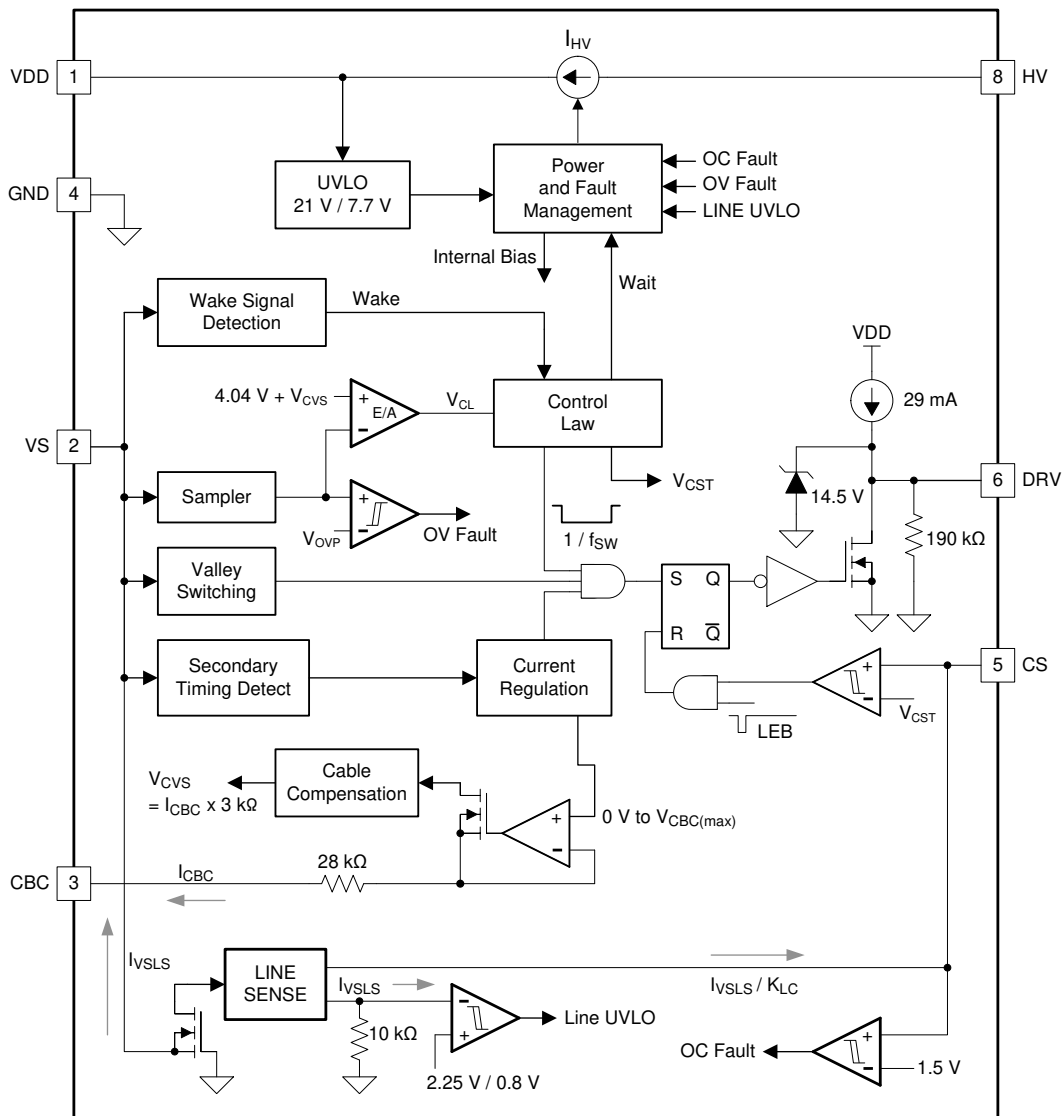 I_HV
VDD 1
8 HV
UVLO
21 V / 7.7 V
Power
and Fault
Management
OC Fault
OV Fault
LINE UVLO
GND 4
Internal Bias
Wait
Wake Signal
Detection
Wake
VDD
29 mA
4.04 V + V_CVS
+
−
E/A
V_CL
Control
Law
VS 2
V_CST
Sampler
+
−
V_OVP
OV Fault
1 / f_SW
14.5 V
190 kΩ
6 DRV
Valley
Switching
S Q
R Q̅
Secondary
Timing Detect
Current
Regulation
LEB
+
−
V_CST
5 CS
V_CVS
= I_CBC x 3 kΩ
Cable
Compensation
+
−
0 V to V_CBC(max)
CBC 3
I_CBC
28 kΩ
I_VSLS
LINE
SENSE
I_VSLS
I_VSLS / K_LC
10 kΩ
−
+
Line UVLO
2.25 V / 0.8 V
OC Fault
+
−
1.5 V